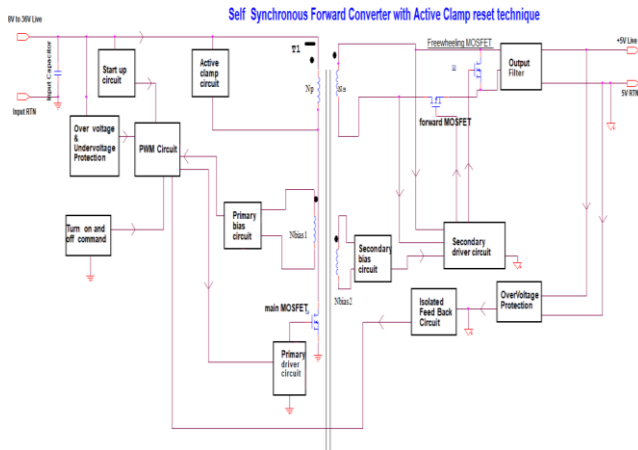 Self Synchronous Forward Converter with Active Clamp reset technique
8V to 36V Live
Input Capacitor
Input RTN
Start up
circuit
Active
clamp circuit
T1
Np
Ns
Freewheeling MOSFET
Output
Filter
+5V Live
5V RTN
forward MOSFET
Over voltage
&
Undervoltage
Protection
PWM Circuit
Turn on and
off command
Primary
bias
circuit
Nbias1
Secondary
bias
circuit
Nbias2
Secondary
driver circuit
main MOSFET
Primary
driver
circuit
Isolated
Feed Back
Circuit
OverVoltage
Protection